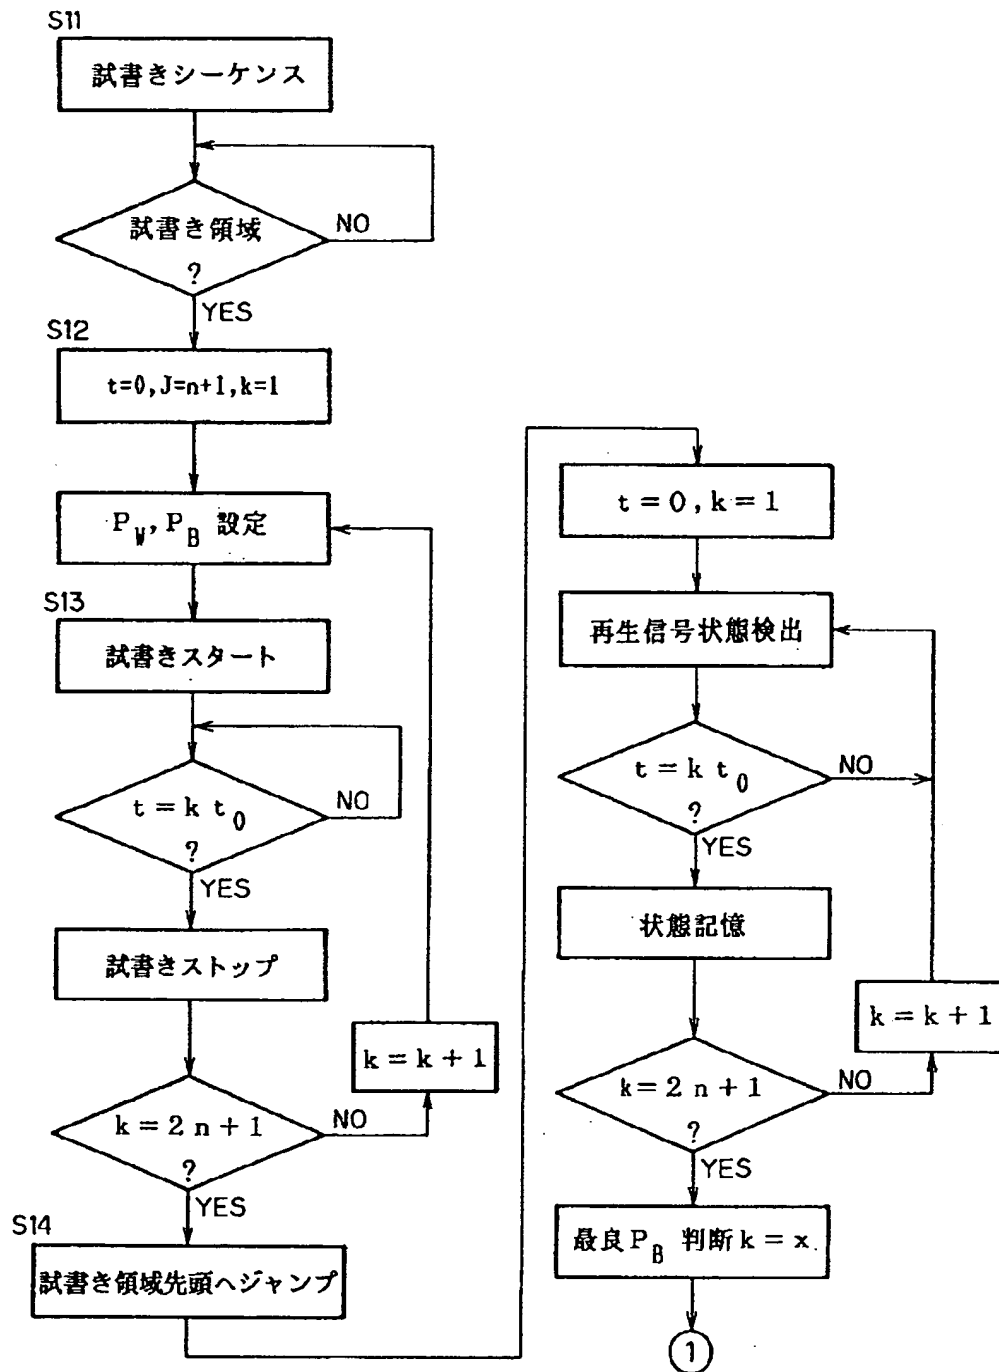 S11
試書きシーケンス
試書き領域
?
NO
YES
S12
t=0,J=n+1,k=1
P_W, P_B 設定
S13
試書きスタート
t = k t_0
?
NO
YES
試書きストップ
k = k + 1
k = 2 n + 1
?
NO
YES
S14
試書き領域先頭へジャンプ
t = 0 , k = 1
再生信号状態検出
t = k t_0
?
NO
YES
状態記憶
k = k + 1
k = 2 n + 1
?
NO
YES
最良P_B 判断 k = x.
1